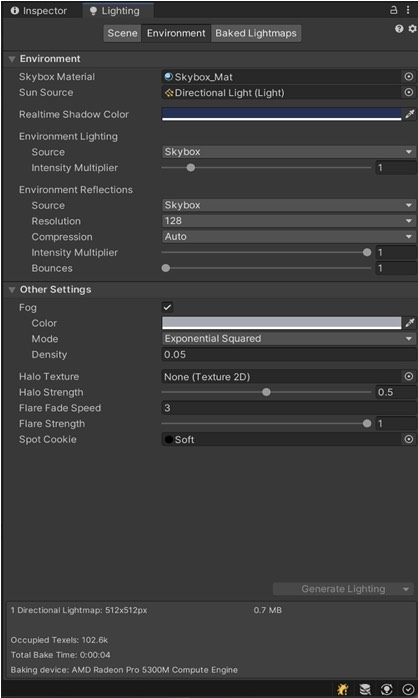 Inspector Lighting
Scene Environment Baked Lightmaps
Environment
Skybox Material Skybox_Mat
Sun Source Directional Light (Light)
Realtime Shadow Color
Environment Lighting
Source Skybox
Intensity Multiplier 1
Environment Reflections
Source Skybox
Resolution 128
Compression Auto
Intensity Multiplier 1
Bounces 1
Other Settings
Fog
Color
Mode Exponential Squared
Density 0.05
Halo Texture None (Texture 2D)
Halo Strength 0.5
Flare Fade Speed 3
Flare Strength 1
Spot Cookie Soft
Generate Lighting
1 Directional Lightmap: 512x512px 0.7 MB
Occupied Texels: 102.6k
Total Bake Time: 0:00:04
Baking device: AMD Radeon Pro 5300M Compute Engine